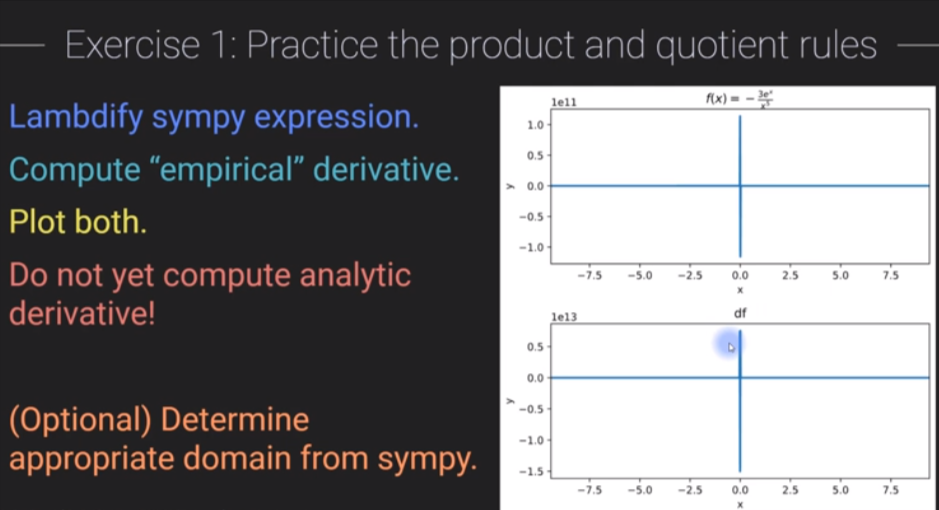 Exercise 1: Practice the product and quotient rules
Lambdify sympy expression.
Compute “empirical” derivative.
Plot both.
Do not yet compute analytic
derivative!
(Optional) Determine
appropriate domain from sympy.
1e11
f(x) = − 3eˣ/x⁵
1.0
0.5
0.0
−0.5
−1.0
y
−7.5 −5.0 −2.5 0.0 2.5 5.0 7.5
x
1e13
df
0.5
0.0
−0.5
−1.0
−1.5
y
−7.5 −5.0 −2.5 0.0 2.5 5.0 7.5
x